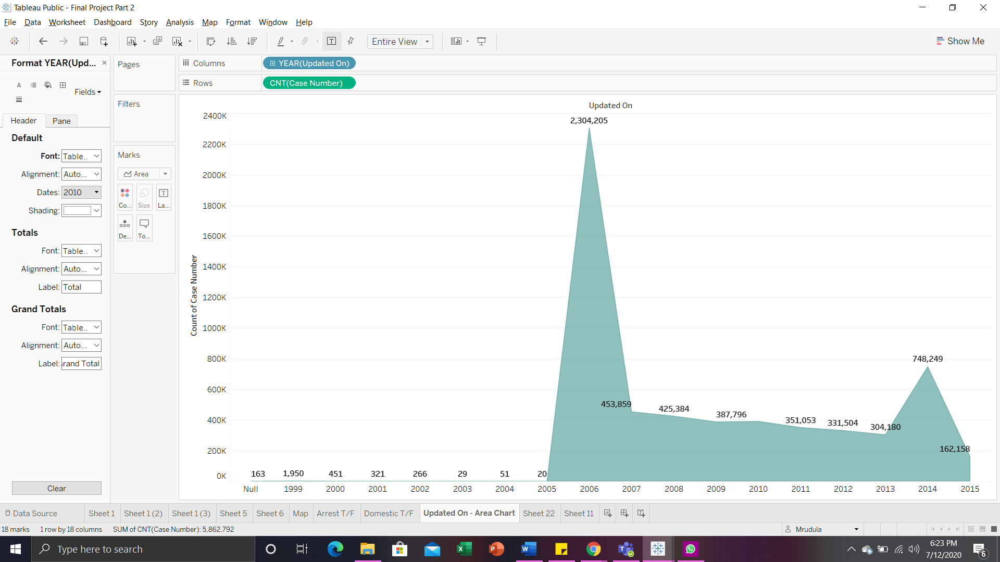 Tableau Public - Final Project Part 2
File Data Worksheet Dashboard Story Analysis Map Format Window Help
Entire View
Show Me
Format YEAR(Upd...
Fields
Header Pane
Default
Font: Table..
Alignment: Auto...
Dates: 2010
Shading:
Totals
Font: Table..
Alignment: Auto...
Label: Total
Grand Totals
Font: Table..
Alignment: Auto...
Label: rand Total
Clear
Pages
Filters
Marks
Area
Co... Size La...
De... To...
Columns YEAR(Updated On)
Rows CNT(Case Number)
Updated On
Count of Case Number
2400K
2200K
2000K
1800K
1600K
1400K
1200K
1000K
800K
600K
400K
200K
0K
2,304,205
748,249
453,859 425,384 387,796 351,053 331,504 304,180
162,158
163 1,950 451 321 266 29 51 20
Null 1999 2000 2001 2002 2003 2004 2005 2006 2007 2008 2009 2010 2011 2012 2013 2014 2015
Data Source Sheet 1 Sheet 1 (2) Sheet 1 (3) Sheet 5 Sheet 6 Map Arrest T/F Domestic T/F Updated On - Area Chart Sheet 22 Sheet 11
18 marks 1 row by 18 columns SUM of CNT(Case Number): 5,862,792
Mrudula
Type here to search
6:23 PM
7/12/2020
6